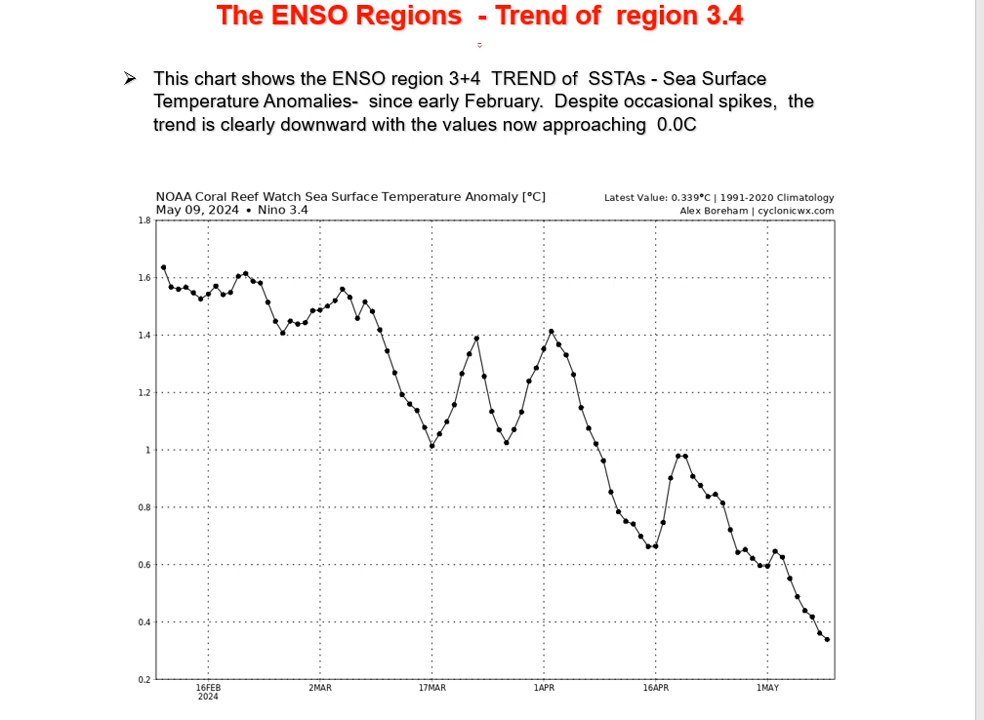 The ENSO Regions - Trend of region 3.4
➢ This chart shows the ENSO region 3+4 TREND of SSTAs - Sea Surface
Temperature Anomalies- since early February. Despite occasional spikes, the
trend is clearly downward with the values now approaching 0.0C
NOAA Coral Reef Watch Sea Surface Temperature Anomaly [°C]
Latest Value: 0.339°C | 1991-2020 Climatology
May 09, 2024 • Nino 3.4
Alex Boreham | cyclonicwx.com
1.8
1.6
1.4
1.2
1
0.8
0.6
0.4
0.2
16FEB 2MAR 17MAR 1APR 16APR 1MAY
2024